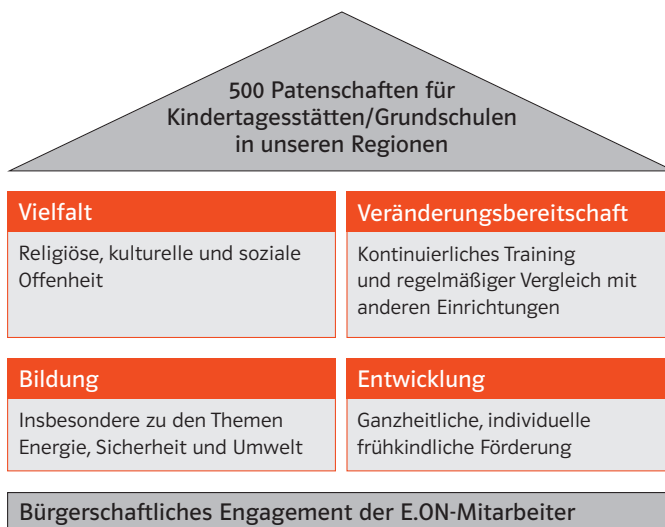 500 Patenschaften für
Kindertagesstätten/Grundschulen
in unseren Regionen
Vielfalt
Religiöse, kulturelle und soziale
Offenheit
Veränderungsbereitschaft
Kontinuierliches Training
und regelmäßiger Vergleich mit
anderen Einrichtungen
Bildung
Insbesondere zu den Themen
Energie, Sicherheit und Umwelt
Entwicklung
Ganzheitliche, individuelle
frühkindliche Förderung
Bürgerschaftliches Engagement der E.ON-Mitarbeiter